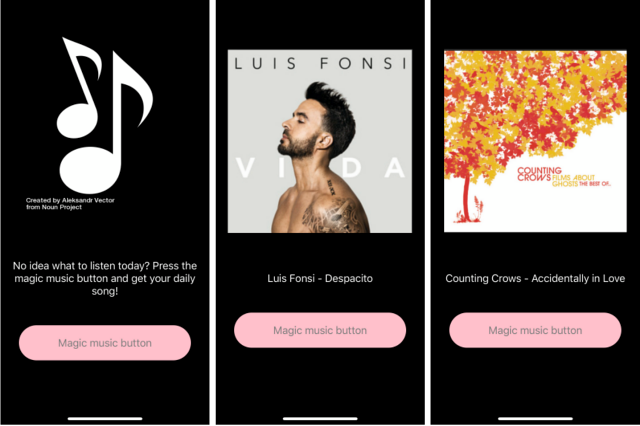 Created by Aleksandr Vector
from Noun Project
No idea what to listen today? Press the
magic music button and get your daily
song!
Magic music button
LUIS FONSI
VIDA
Luis Fonsi - Despacito
Magic music button
COUNTING
CROWS FILMS ABOUT
GHOSTS THE BEST OF...
Counting Crows - Accidentally in Love
Magic music button